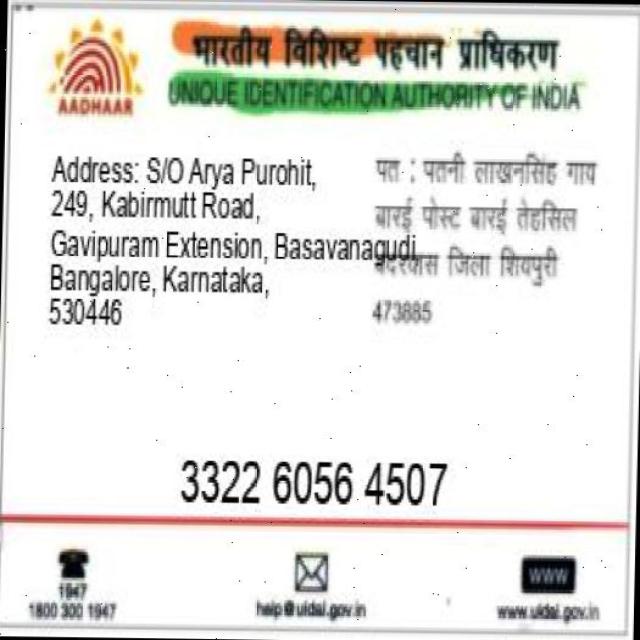 भारतीय विशिष्ट पहचान प्राधिकरण
AADHAAR
UNIQUE IDENTIFICATION AUTHORITY OF INDIA
Address: S/O Arya Purohit,
249, Kabirmutt Road,
Gavipuram Extension, Basavanagudi,
Bangalore, Karnataka,
530446
पत : पतनी लाखनसिंह गाय
बारई पोस्ट बारई तेहसिल
बदरवास जिला शिवपुरी
473885
3322 6056 4507
1947
1800 300 1947
help@uidai.gov.in
WWW
www.uidai.gov.in